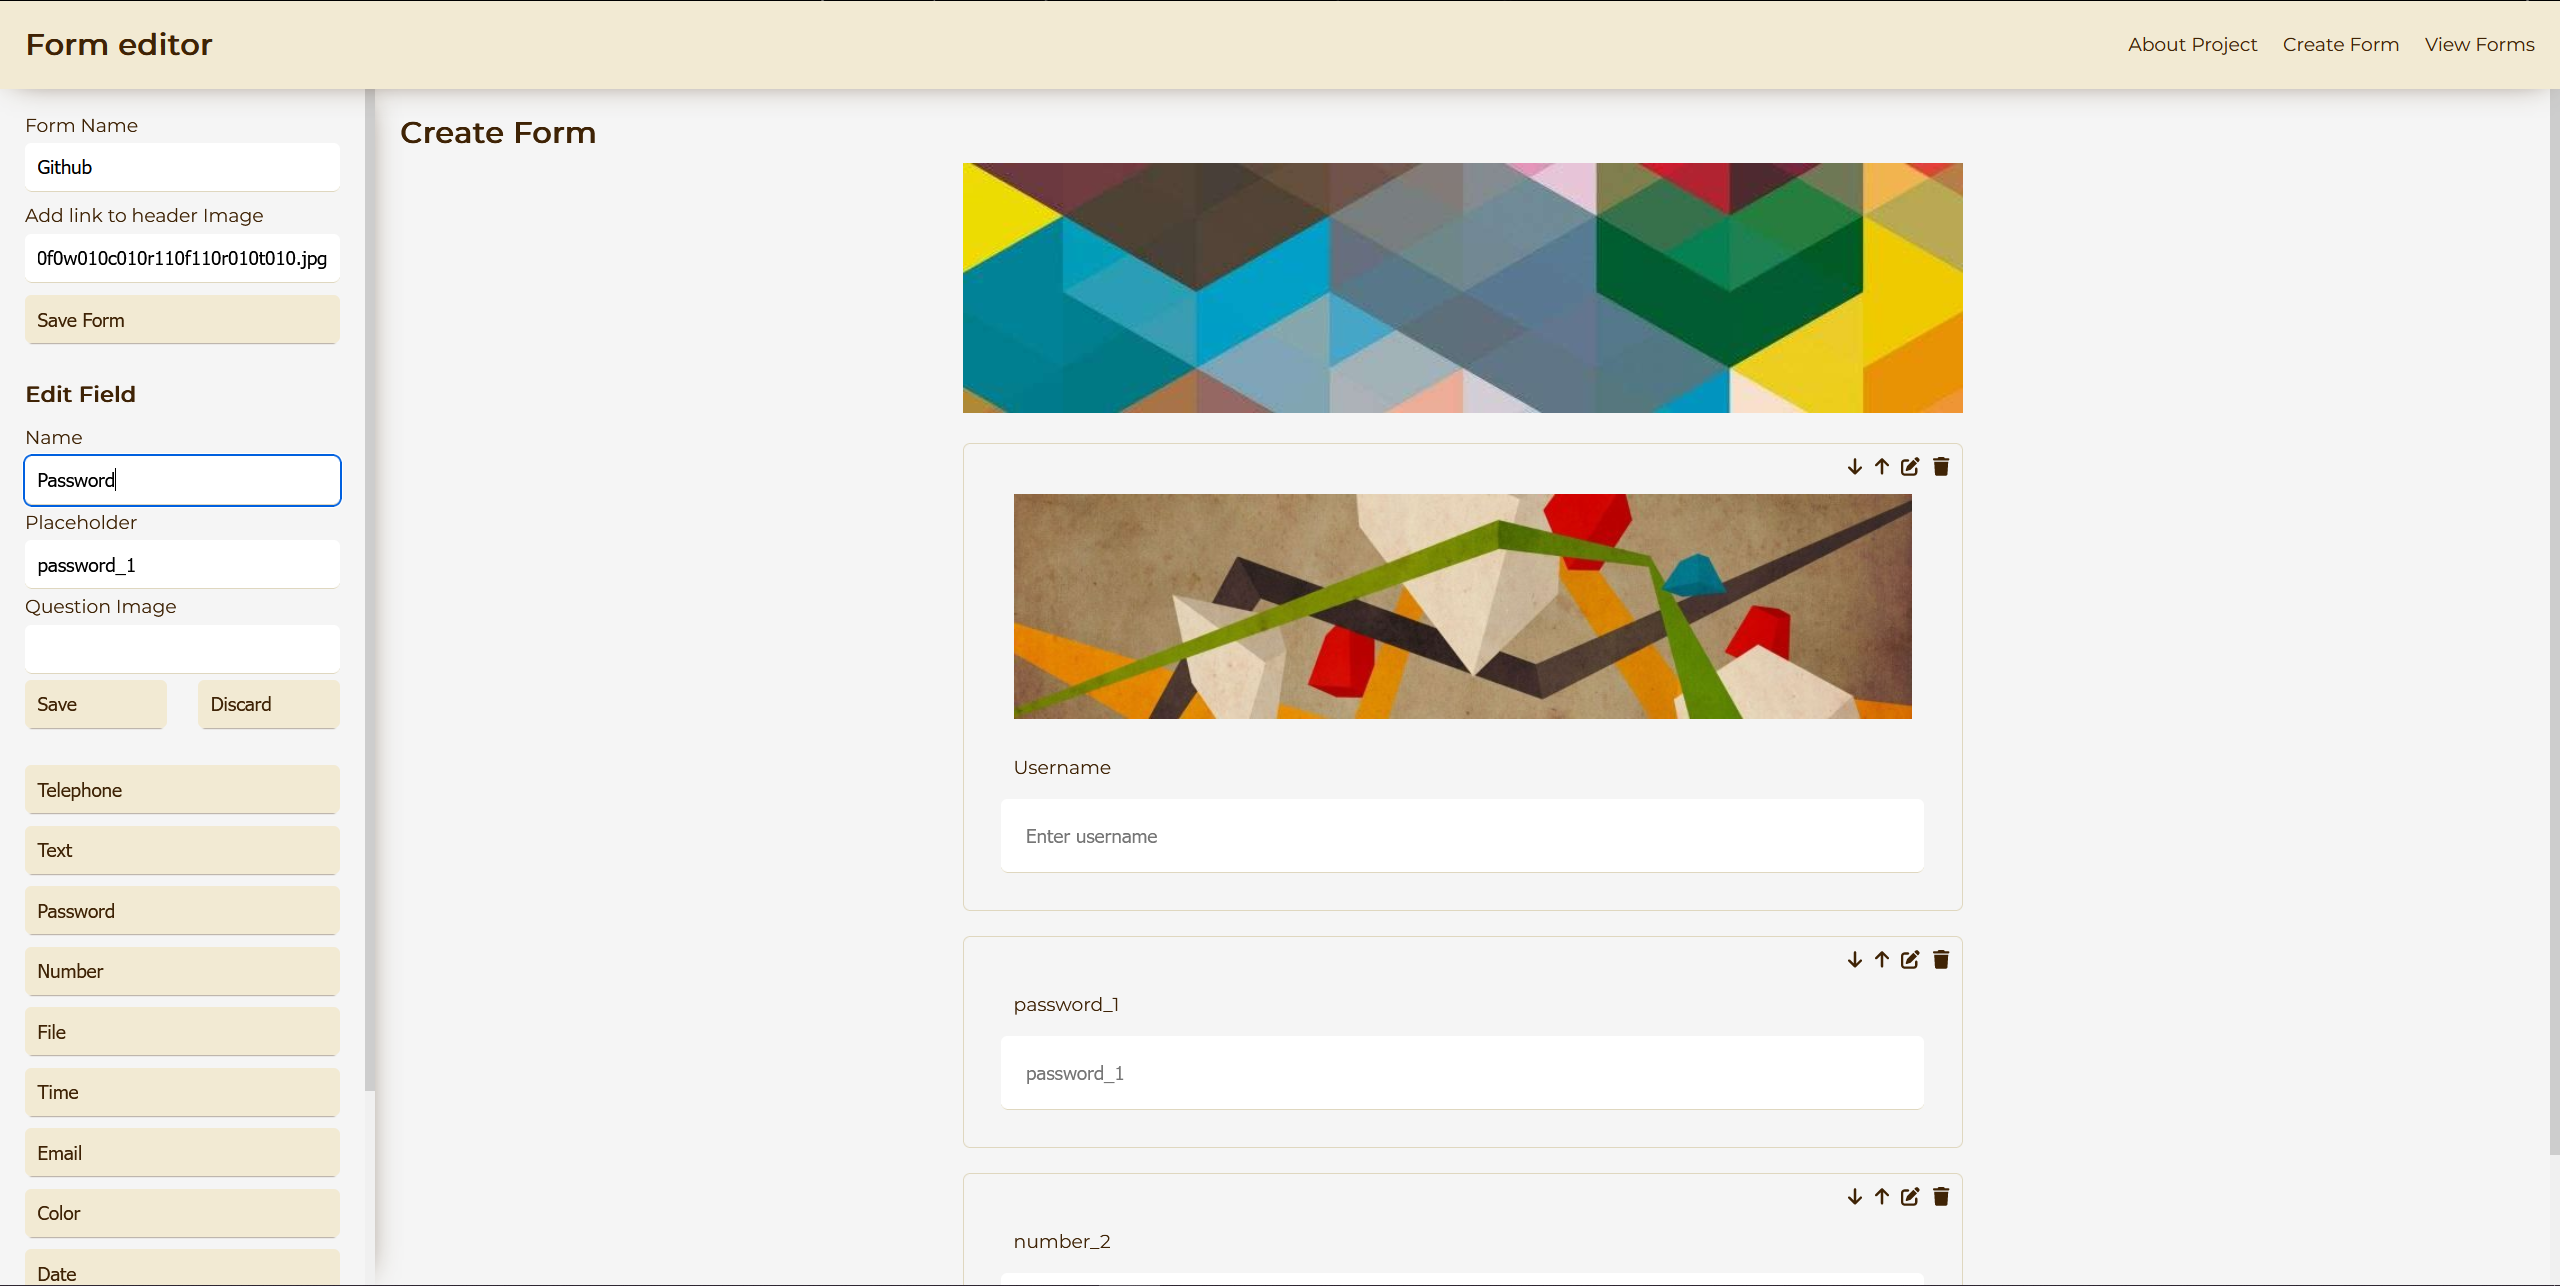 Form editor
About Project Create Form View Forms
Form Name
Github
Add link to header Image
0f0w010c010r110f110r010t010.jpg
Save Form
Edit Field
Name
Password
Placeholder
password_1
Question Image
Save Discard
Telephone
Text
Password
Number
File
Time
Email
Color
Date
Create Form
Username
Enter username
password_1
password_1
number_2